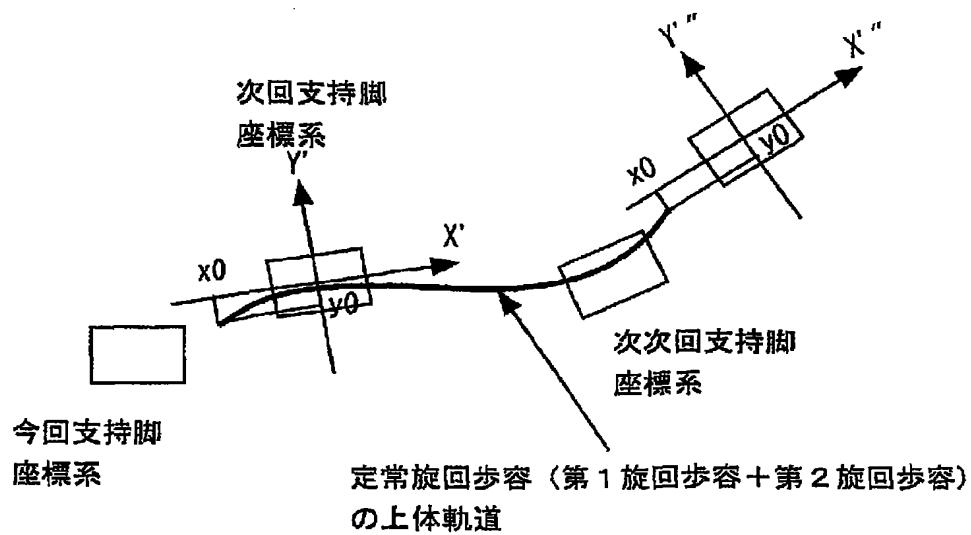 Y'"
X'"
次回支持脚
座標系
Y'
x0
y0
X'
x0
y0
次次回支持脚
座標系
今回支持脚
座標系
定常旋回歩容（第１旋回歩容＋第２旋回歩容）
の上体軌道